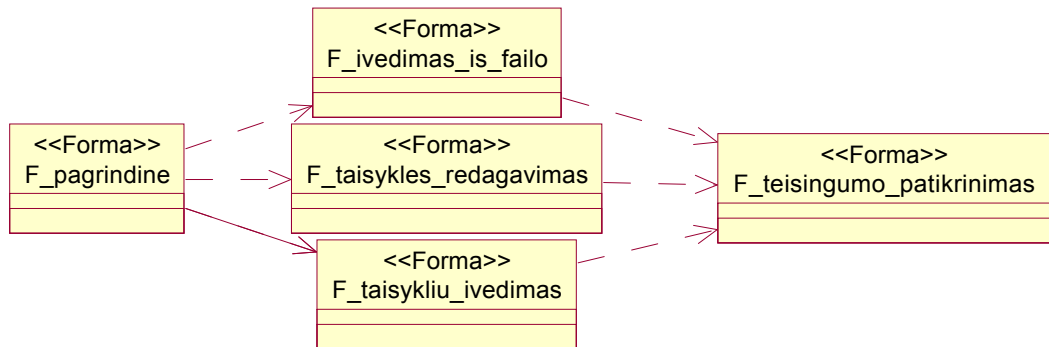 <<Forma>>
F_ivedimas_is_failo
<<Forma>>
F_pagrindine
<<Forma>>
F_taisykles_redagavimas
<<Forma>>
F_teisingumo_patikrinimas
<<Forma>>
F_taisykliu_ivedimas